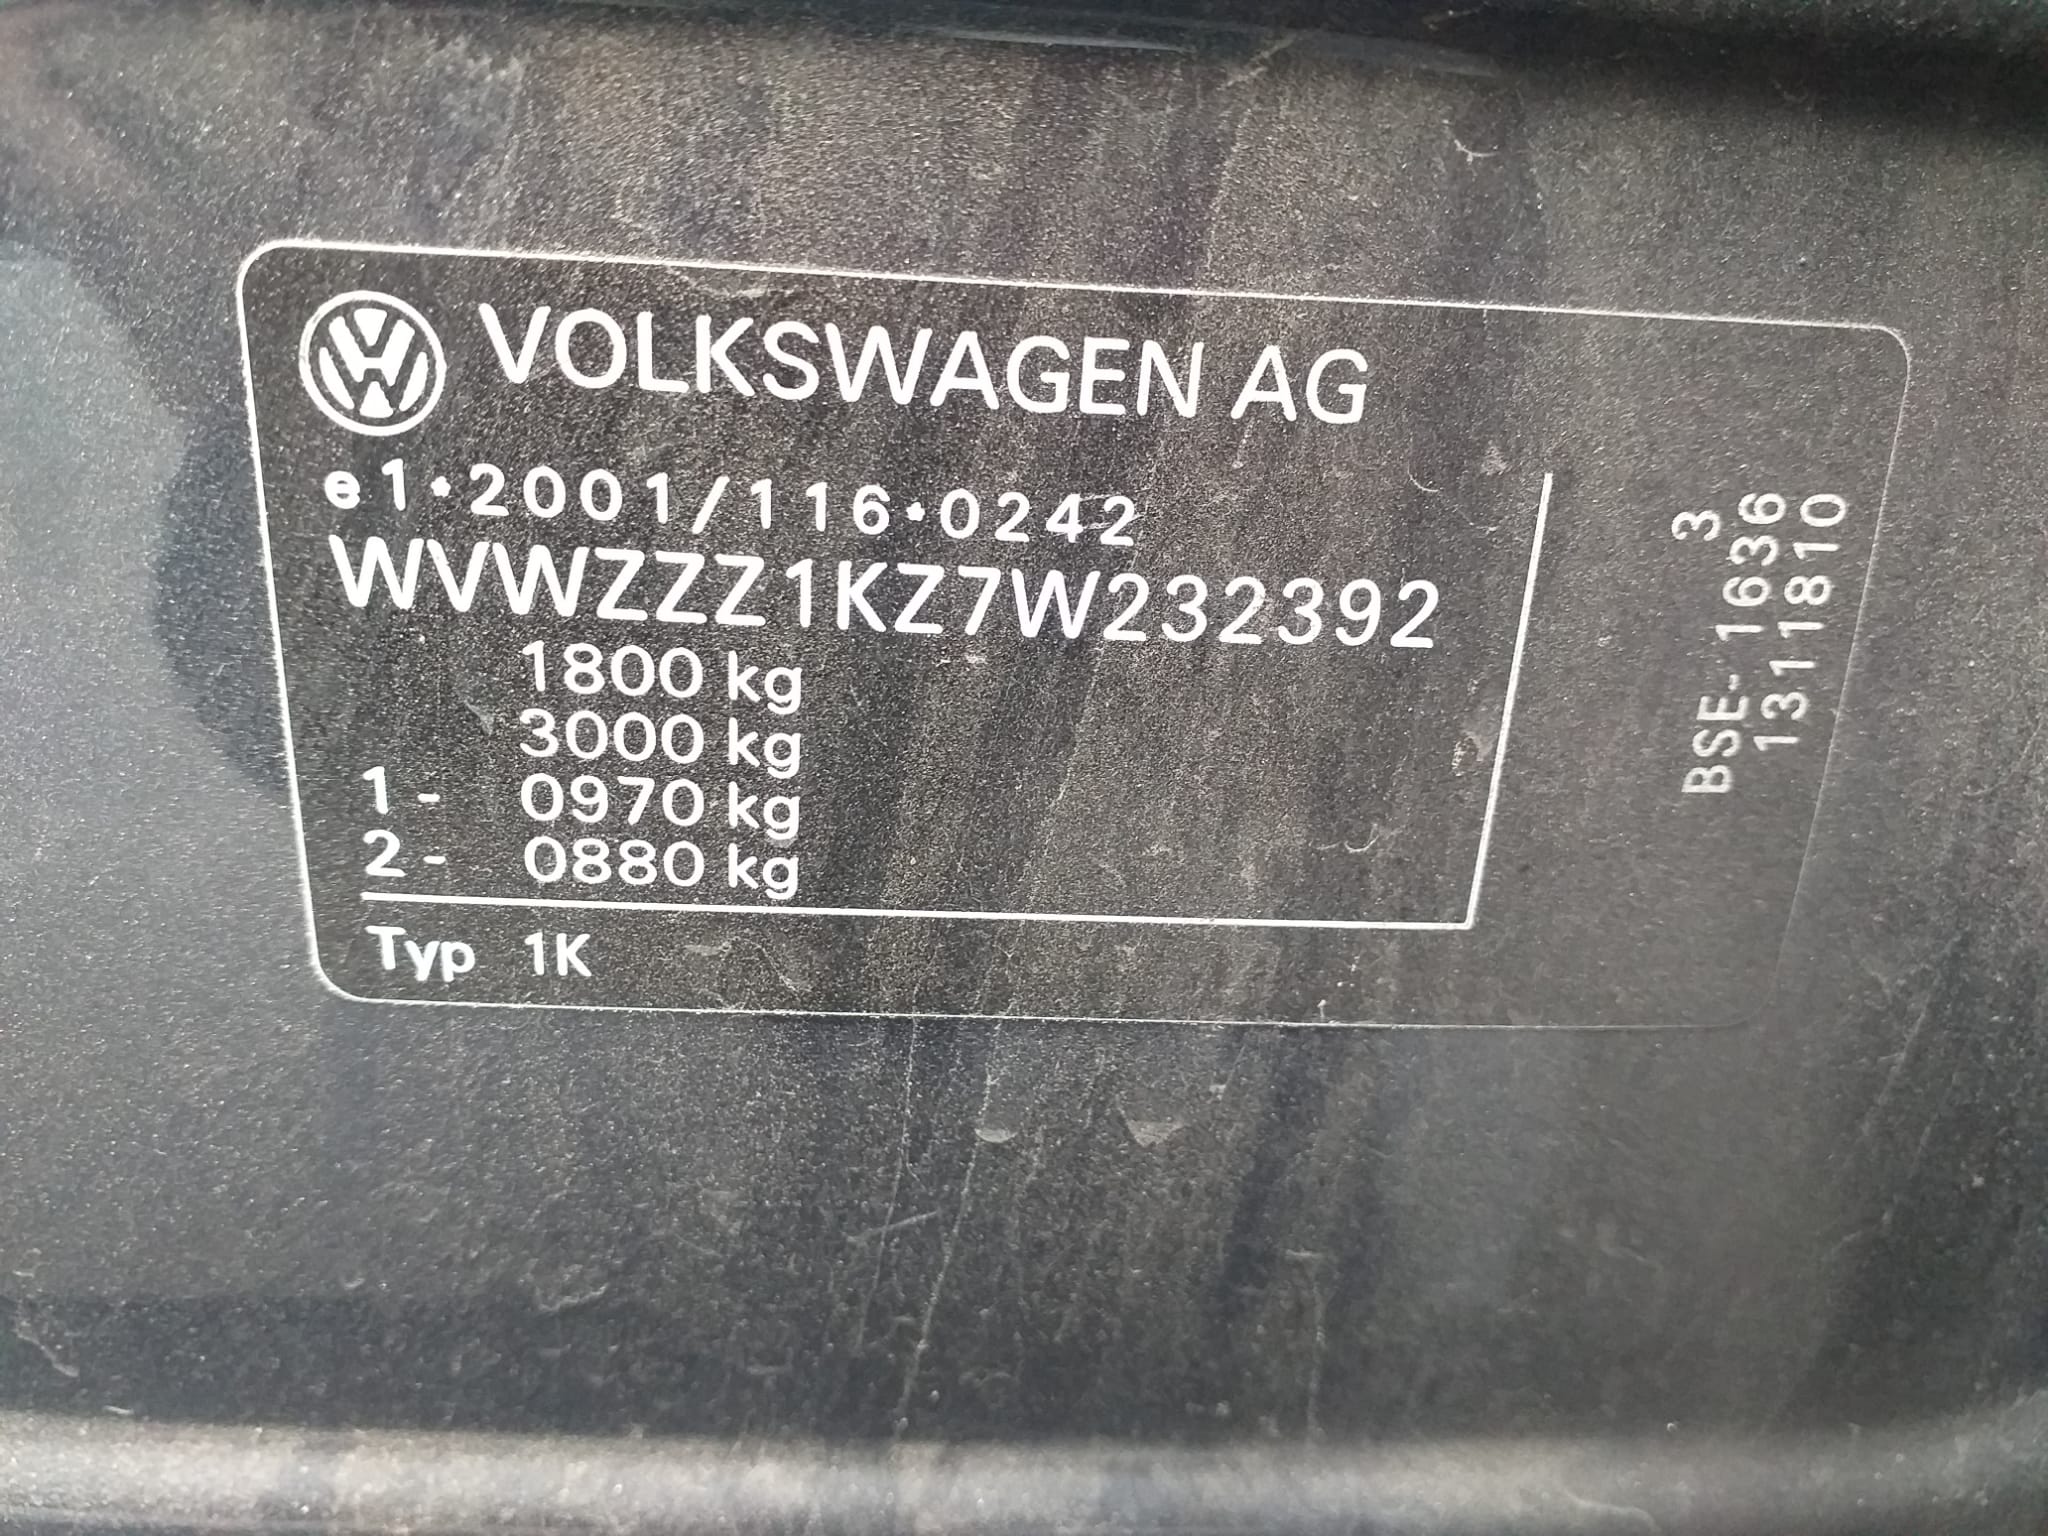 VOLKSWAGEN AG
e1*2001/116*0242
WVWZZZ1KZ7W232392
1800 kg
3000 kg
1 - 0970 kg
2 - 0880 kg
Typ 1K
3
BSE-1636
1311810